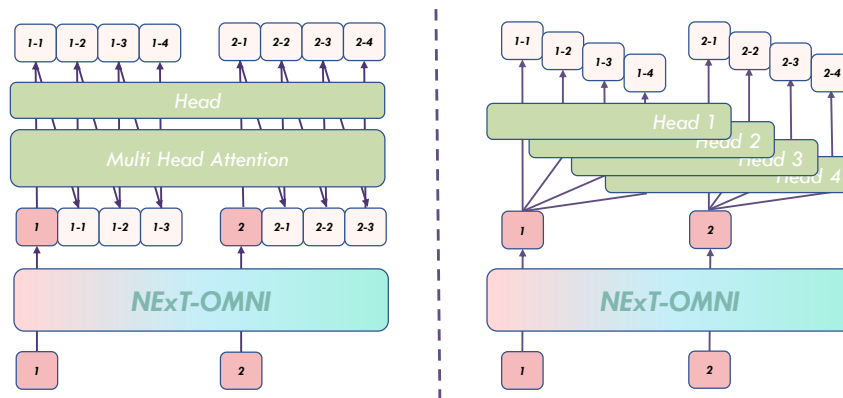 1-1 1-2 1-3 1-4 2-1 2-2 2-3 2-4
Head
Multi Head Attention
1 1-1 1-2 1-3 2 2-1 2-2 2-3
NExT-OMNI
1 2
1-1 1-2 1-3 1-4 2-1 2-2 2-3 2-4
Head 1
Head 2
Head 3
Head 4
1 2
NExT-OMNI
1 2